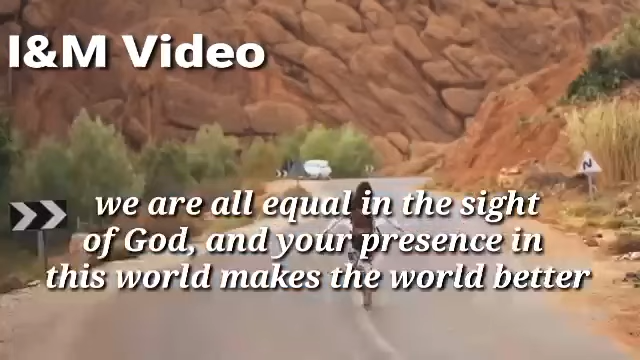 I&M Video
we are all equal in the sight
of God, and your presence in
this world makes the world better
N